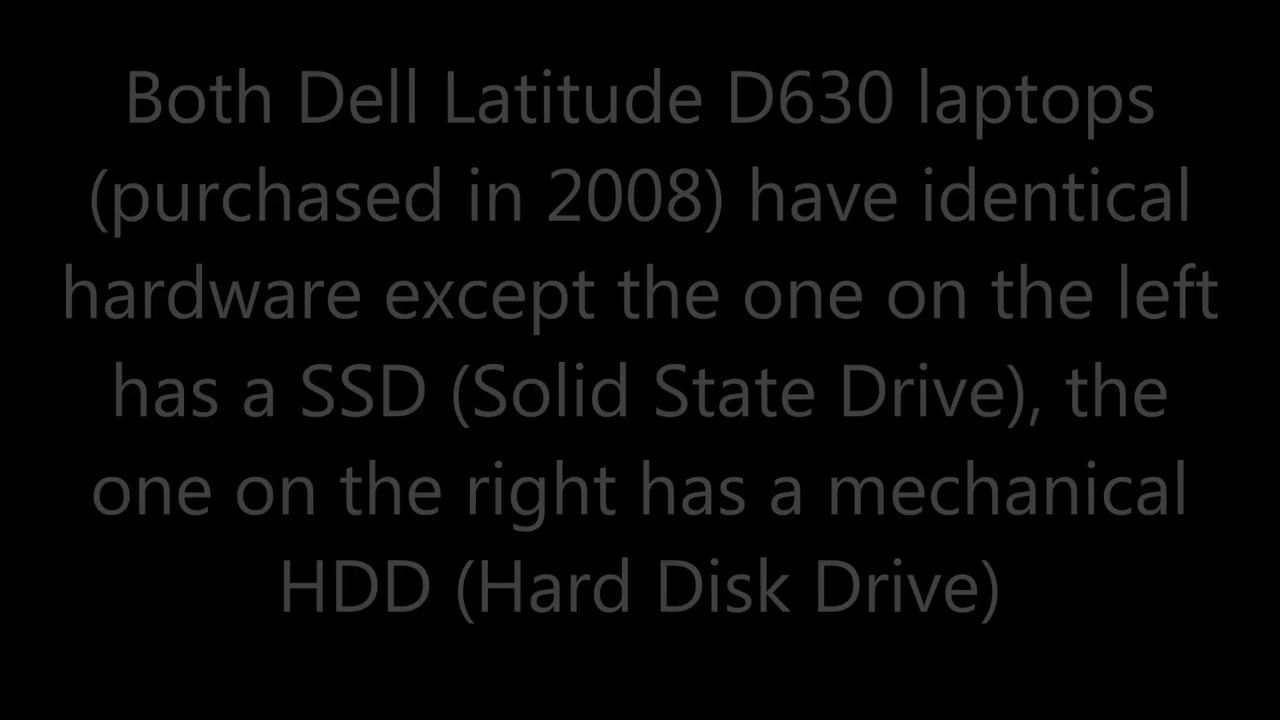 Both Dell Latitude D630 laptops
(purchased in 2008) have identical
hardware except the one on the left
has a SSD (Solid State Drive), the
one on the right has a mechanical
HDD (Hard Disk Drive)